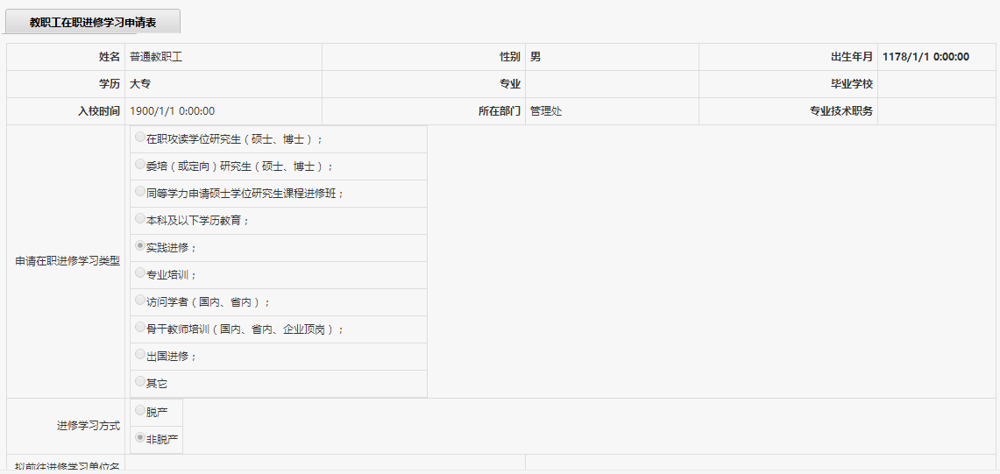 教职工在职进修学习申请表
姓名 普通教职工 性别 男 出生年月 1178/1/1 0:00:00
学历 大专 专业 毕业学校
入校时间 1900/1/1 0:00:00 所在部门 管理处 专业技术职务
申请在职进修学习类型
在职攻读学位研究生（硕士、博士）；
委培（或定向）研究生（硕士、博士）；
同等学力申请硕士学位研究生课程进修班；
本科及以下学历教育；
实践进修；
专业培训；
访问学者（国内、省内）；
骨干教师培训（国内、省内、企业顶岗）；
出国进修；
其它
进修学习方式
脱产
非脱产
拟前往进修学习单位名